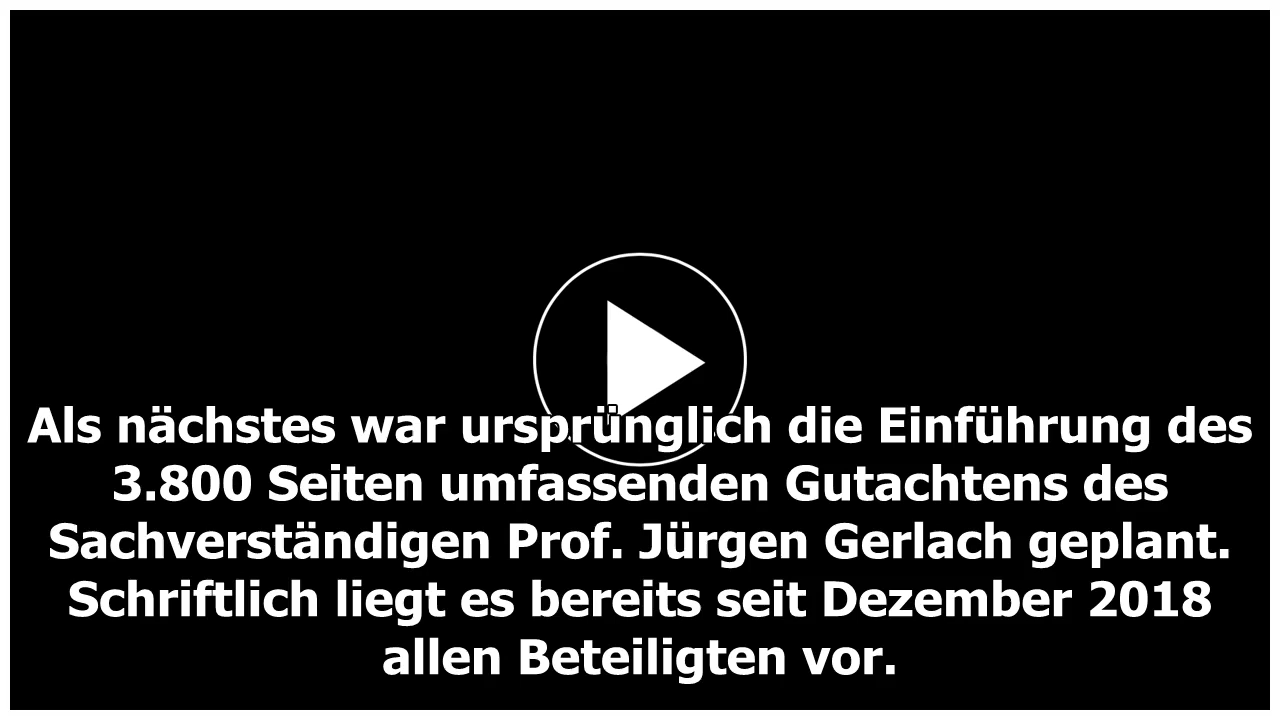 Als nächstes war ursprünglich die Einführung des
3.800 Seiten umfassenden Gutachtens des
Sachverständigen Prof. Jürgen Gerlach geplant.
Schriftlich liegt es bereits seit Dezember 2018
allen Beteiligten vor.